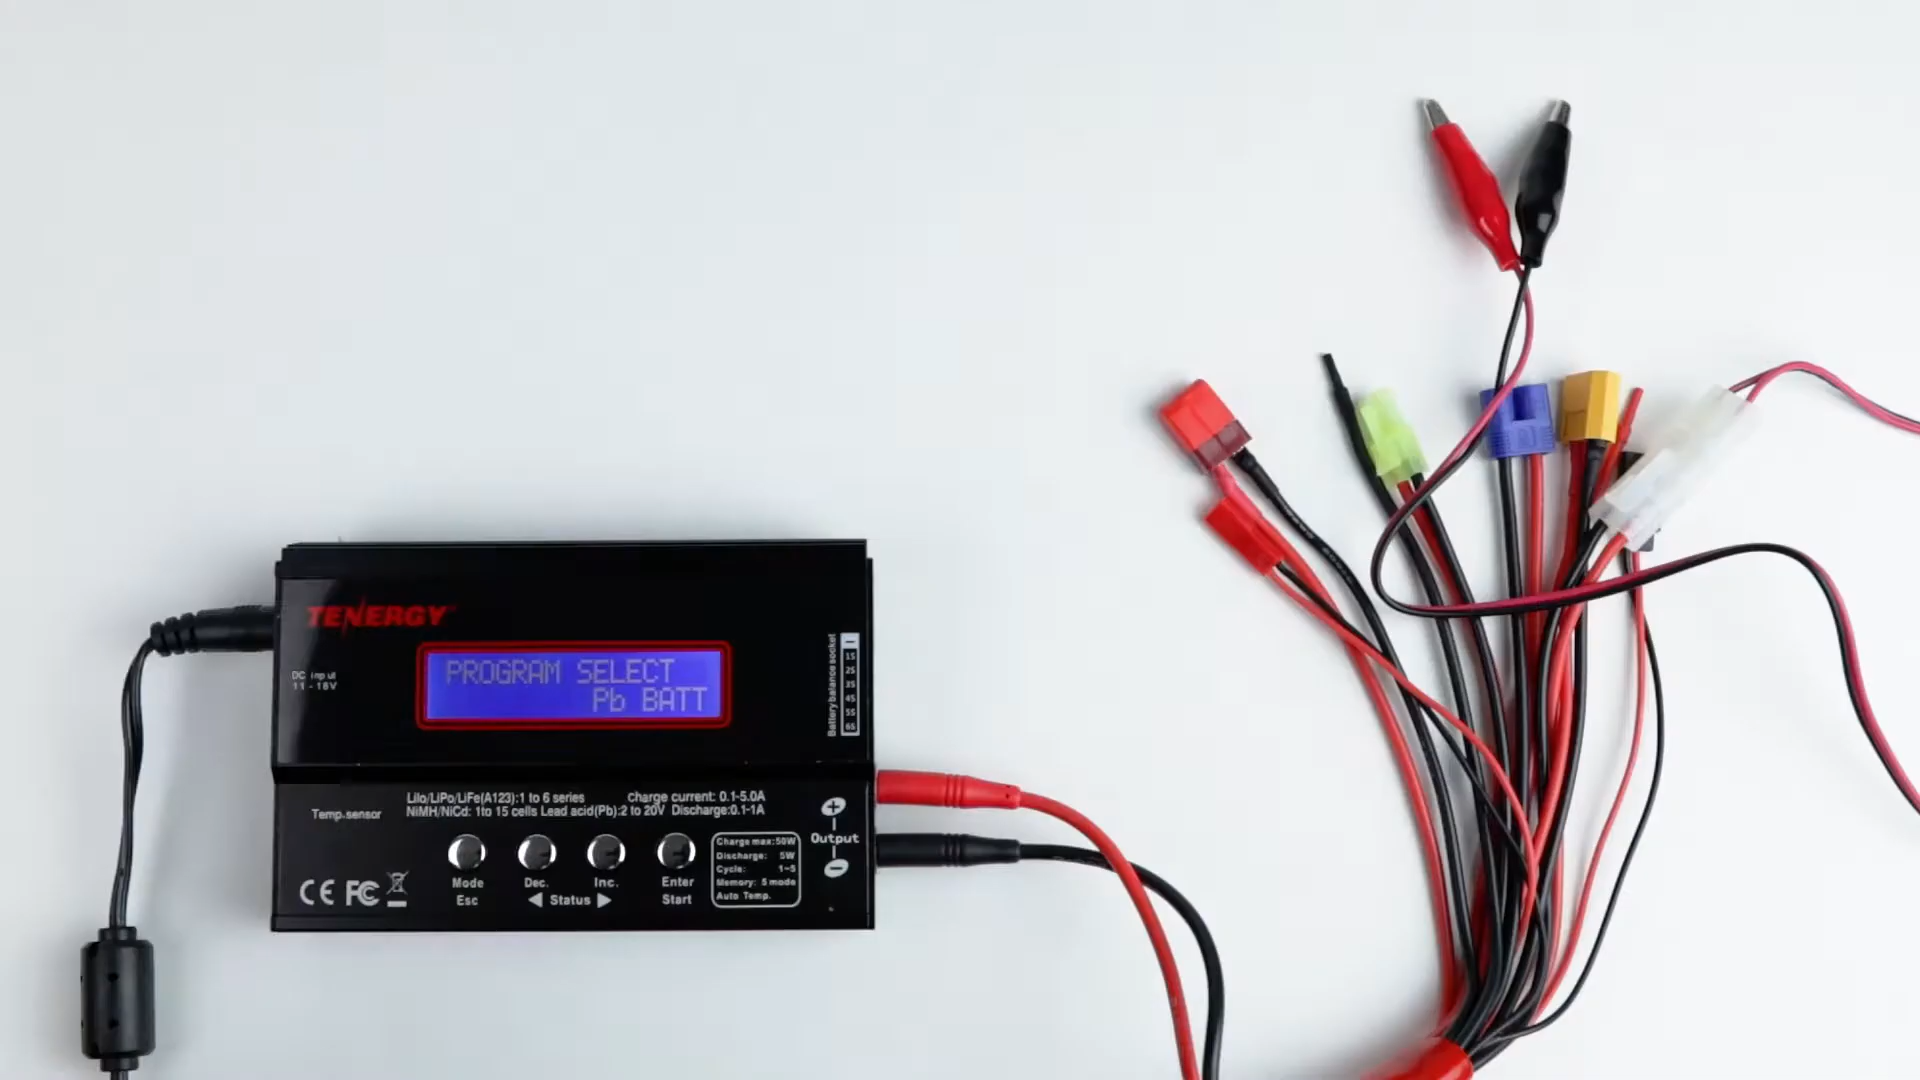 TENERGY
DC input
11 - 18V
PROGRAM SELECT
Pb BATT
Battery balance socket
1S
2S
3S
4S
5S
6S
Temp.sensor
LiIo/LiPo/LiFe(A123):1 to 6 series
Charge current: 0.1-5.0A
NiMH/NiCd: 1to 15 cells Lead acid(Pb):2 to 20V Discharge:0.1-1A
+
Output
−
Mode
Esc
Dec.
Inc.
◀ Status ▶
Enter
Start
Charge max:50W
Discharge: 5W
Cycle: 1~5
Memory: 5 mode
Auto Temp.
CE FC